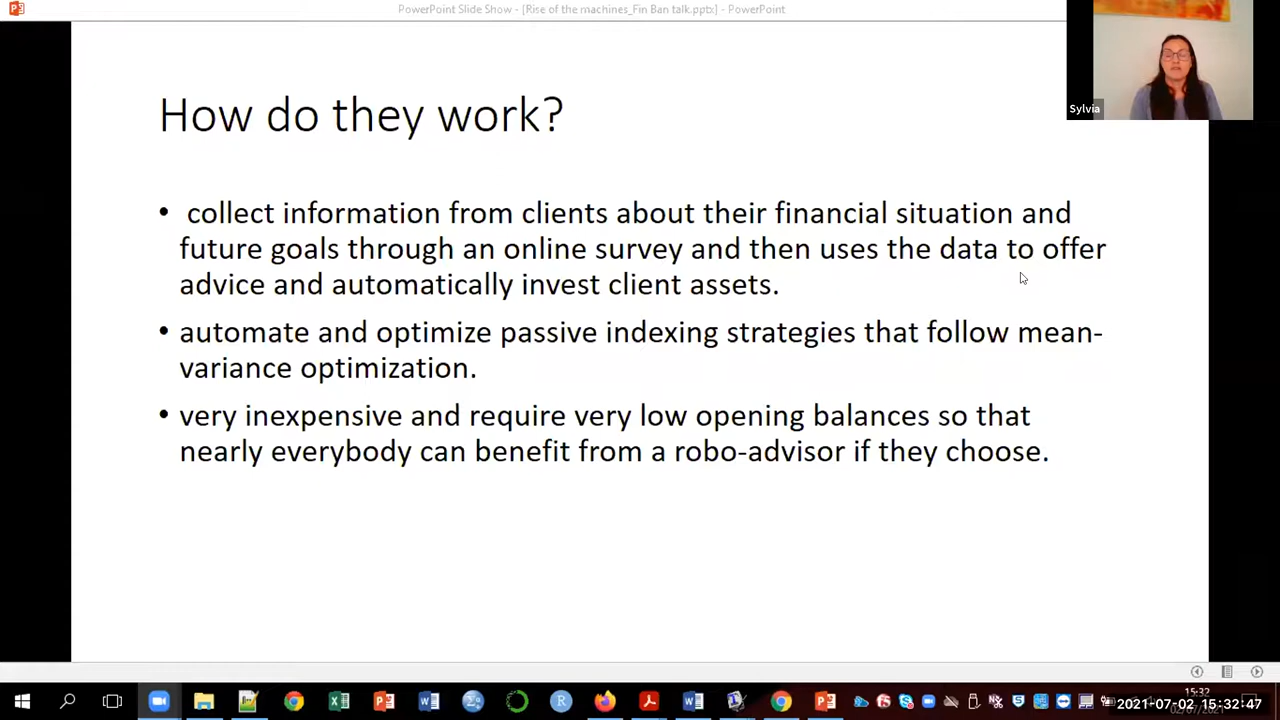 PowerPoint Slide Show - [Rise of the machines_Fin Ban talk.pptx] - PowerPoint
Sylvia
How do they work?
• collect information from clients about their financial situation and
future goals through an online survey and then uses the data to offer
advice and automatically invest client assets.
• automate and optimize passive indexing strategies that follow mean-
variance optimization.
• very inexpensive and require very low opening balances so that
nearly everybody can benefit from a robo-advisor if they choose.
15:32
2021-07-02 15:32:47